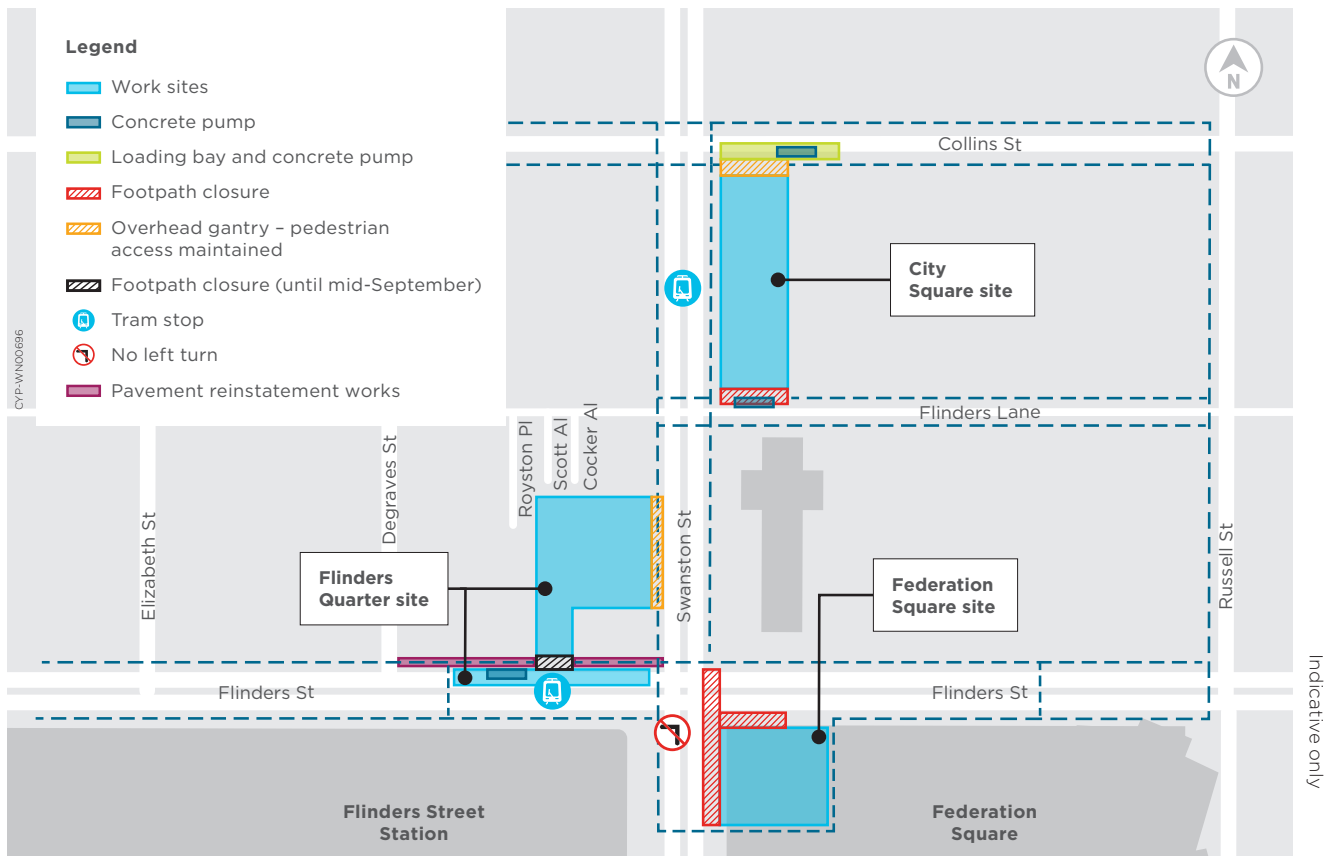 Legend
Work sites
Concrete pump
Loading bay and concrete pump
Footpath closure
Overhead gantry – pedestrian
access maintained
Footpath closure (until mid-September)
Tram stop
No left turn
Pavement reinstatement works
CYP-WN00696
N
Collins St
City
Square site
Flinders Lane
Royston Pl
Scott Al
Cocker Al
Degraves St
Elizabeth St
Swanston St
Russell St
Flinders
Quarter site
Federation
Square site
Flinders St
Flinders St
Flinders Street
Station
Federation
Square
Indicative only